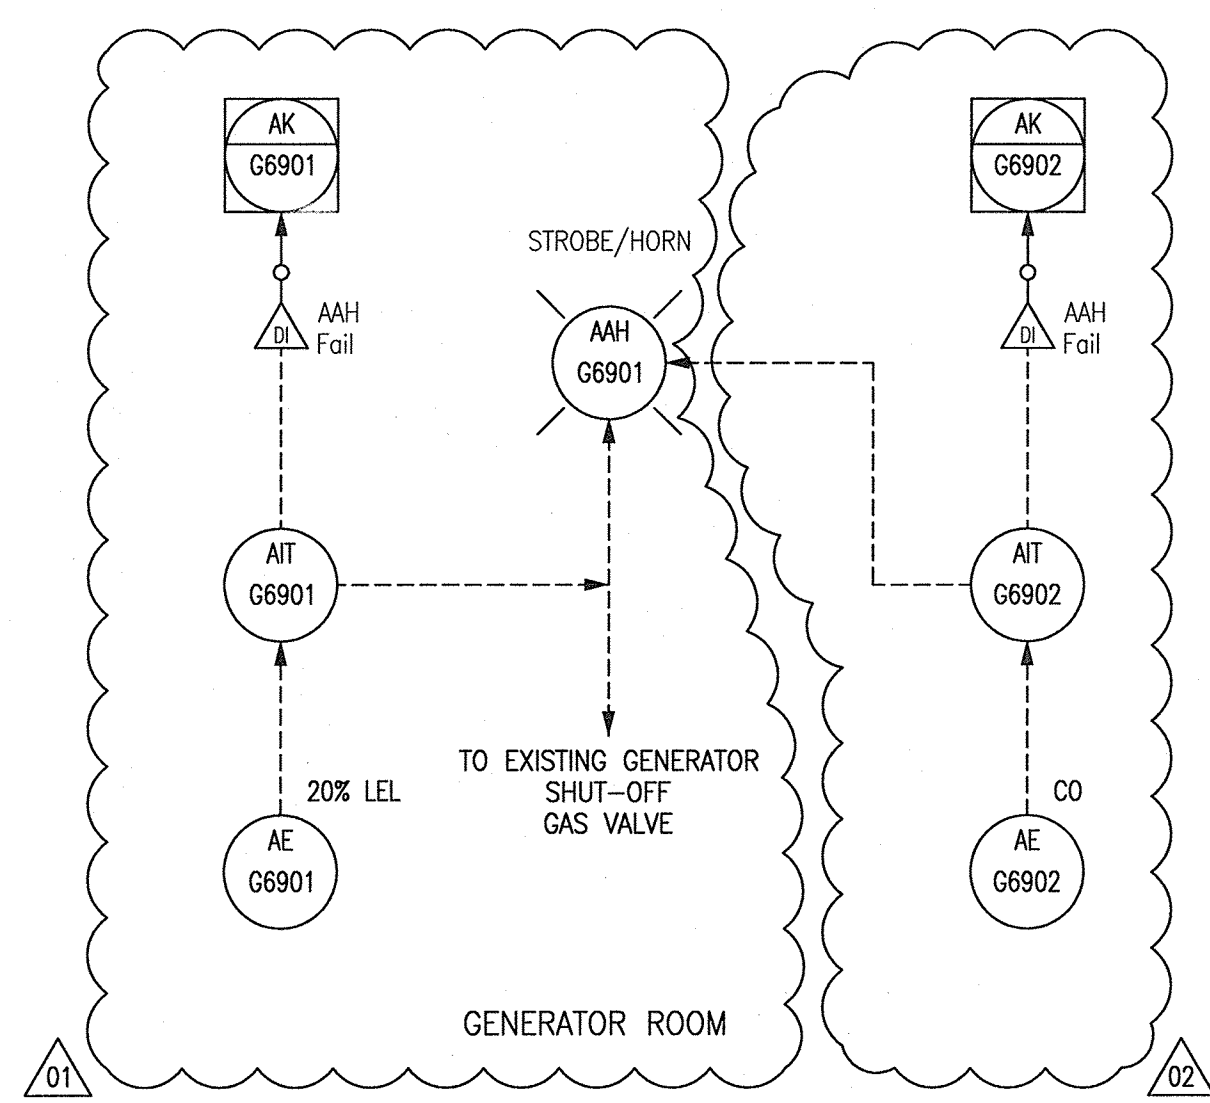 AK
G6901
AK
G6902
STROBE/HORN
DI
AAH
Fail
AAH
G6901
DI
AAH
Fail
AIT
G6901
AIT
G6902
TO EXISTING GENERATOR
SHUT-OFF
GAS VALVE
20% LEL
AE
G6901
CO
AE
G6902
GENERATOR ROOM
01
02